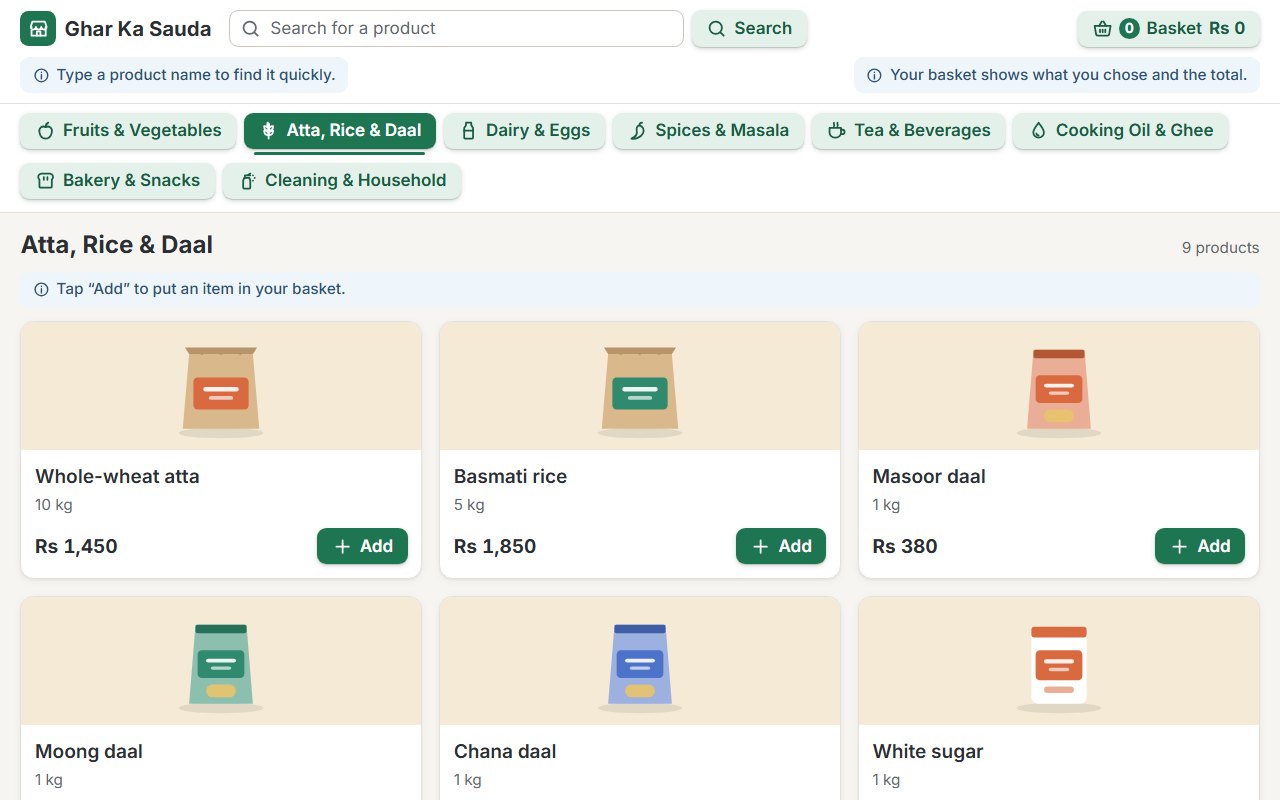 Ghar Ka Sauda
Search for a product
Search
0 Basket Rs 0
Type a product name to find it quickly.
Your basket shows what you chose and the total.
Fruits & Vegetables
Atta, Rice & Daal
Dairy & Eggs
Spices & Masala
Tea & Beverages
Cooking Oil & Ghee
Bakery & Snacks
Cleaning & Household
Atta, Rice & Daal
9 products
Tap “Add” to put an item in your basket.
Whole-wheat atta
10 kg
Rs 1,450
Add
Basmati rice
5 kg
Rs 1,850
Add
Masoor daal
1 kg
Rs 380
Add
Moong daal
1 kg
Chana daal
1 kg
White sugar
1 kg